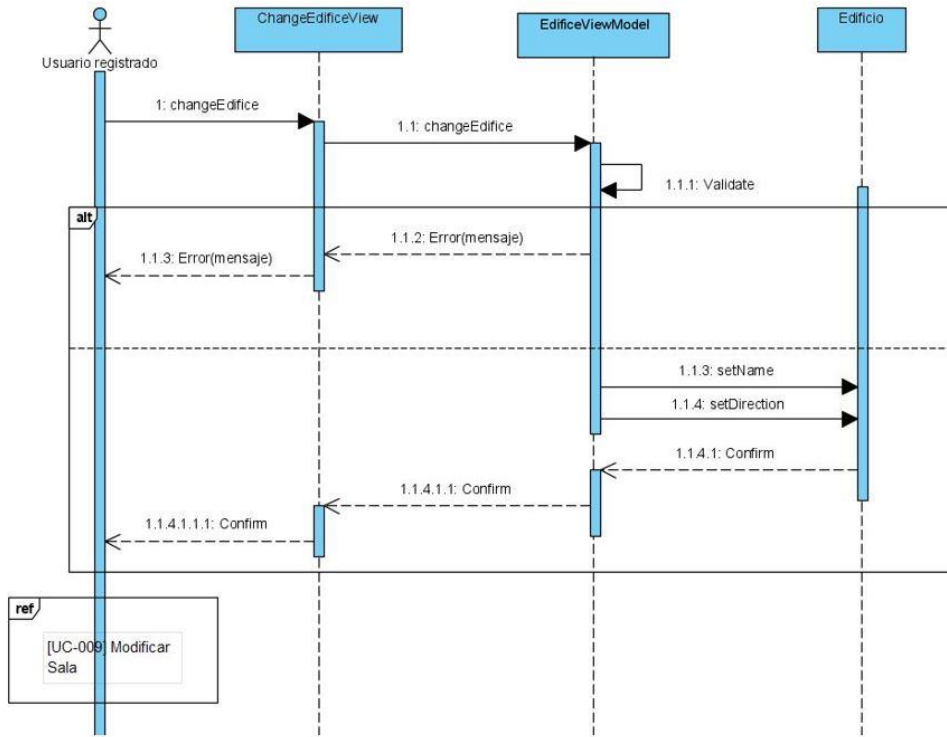 ChangeEdificeView
EdificeViewModel
Edificio
Usuario registrado
1: changeEdifice
1.1: changeEdifice
1.1.1: Validate
alt
1.1.2: Error(mensaje)
1.1.3: Error(mensaje)
1.1.3: setName
1.1.4: setDirection
1.1.4.1: Confirm
1.1.4.1.1: Confirm
1.1.4.1.1.1: Confirm
ref
[UC-009] Modificar
Sala